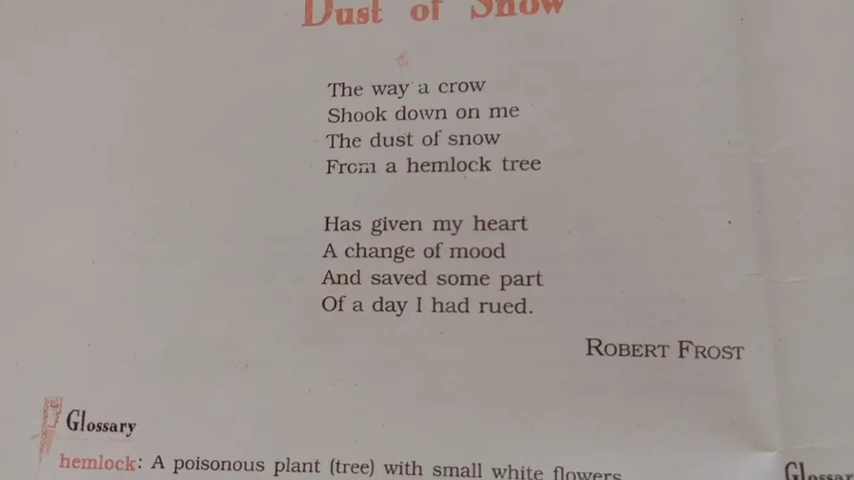 Dust of Snow
The way a crow
Shook down on me
The dust of snow
From a hemlock tree
Has given my heart
A change of mood
And saved some part
Of a day I had rued.
ROBERT FROST
Glossary
hemlock: A poisonous plant (tree) with small white flowers
Glossar